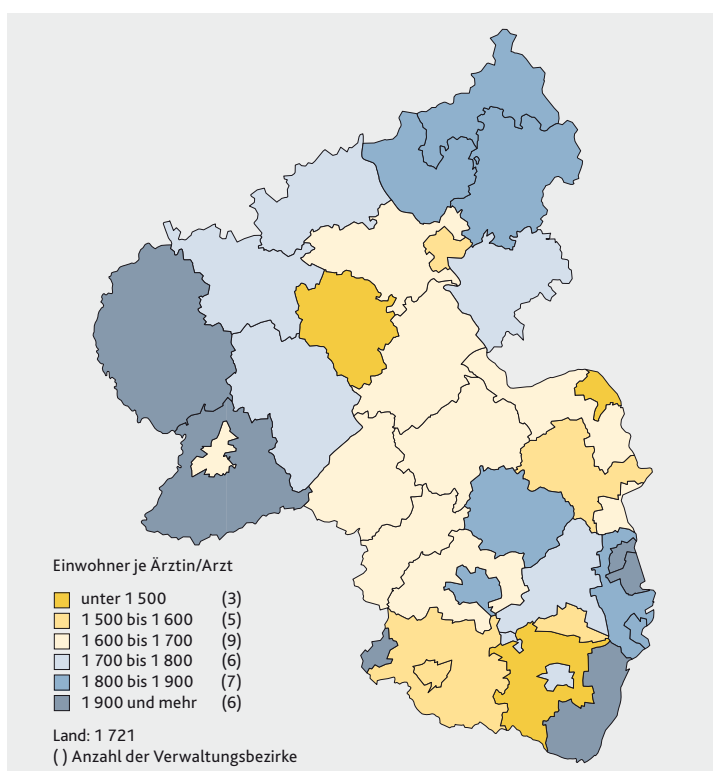 Einwohner je Ärztin/Arzt
unter 1 500 (3)
1 500 bis 1 600 (5)
1 600 bis 1 700 (9)
1 700 bis 1 800 (6)
1 800 bis 1 900 (7)
1 900 und mehr (6)
Land: 1 721
( ) Anzahl der Verwaltungsbezirke